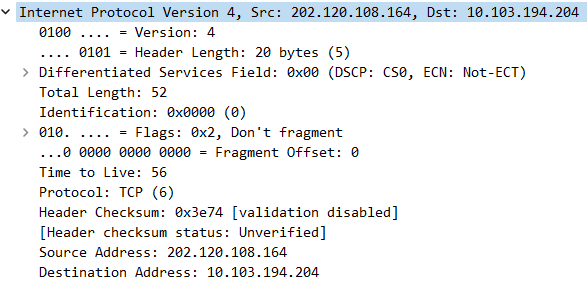 Internet Protocol Version 4, Src: 202.120.108.164, Dst: 10.103.194.204
0100 .... = Version: 4
.... 0101 = Header Length: 20 bytes (5)
Differentiated Services Field: 0x00 (DSCP: CS0, ECN: Not-ECT)
Total Length: 52
Identification: 0x0000 (0)
010. .... = Flags: 0x2, Don't fragment
...0 0000 0000 0000 = Fragment Offset: 0
Time to Live: 56
Protocol: TCP (6)
Header Checksum: 0x3e74 [validation disabled]
[Header checksum status: Unverified]
Source Address: 202.120.108.164
Destination Address: 10.103.194.204